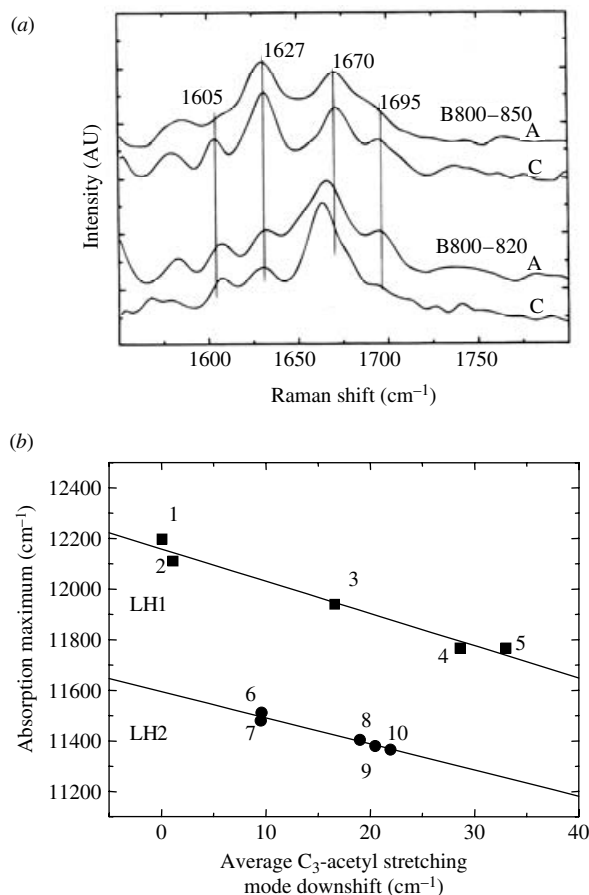 (a)
1627
1670
1605
1695
B800–850
A
C
B800–820
A
C
Intensity (AU)
1600 1650 1700 1750
Raman shift (cm⁻¹)
(b)
12400
12200
12000
11800
11600
11400
11200
1
2
3
LH1
4
5
6
7
8
10
LH2
9
Absorption maximum (cm⁻¹)
0 10 20 30 40
Average C₃-acetyl stretching
mode downshift (cm⁻¹)